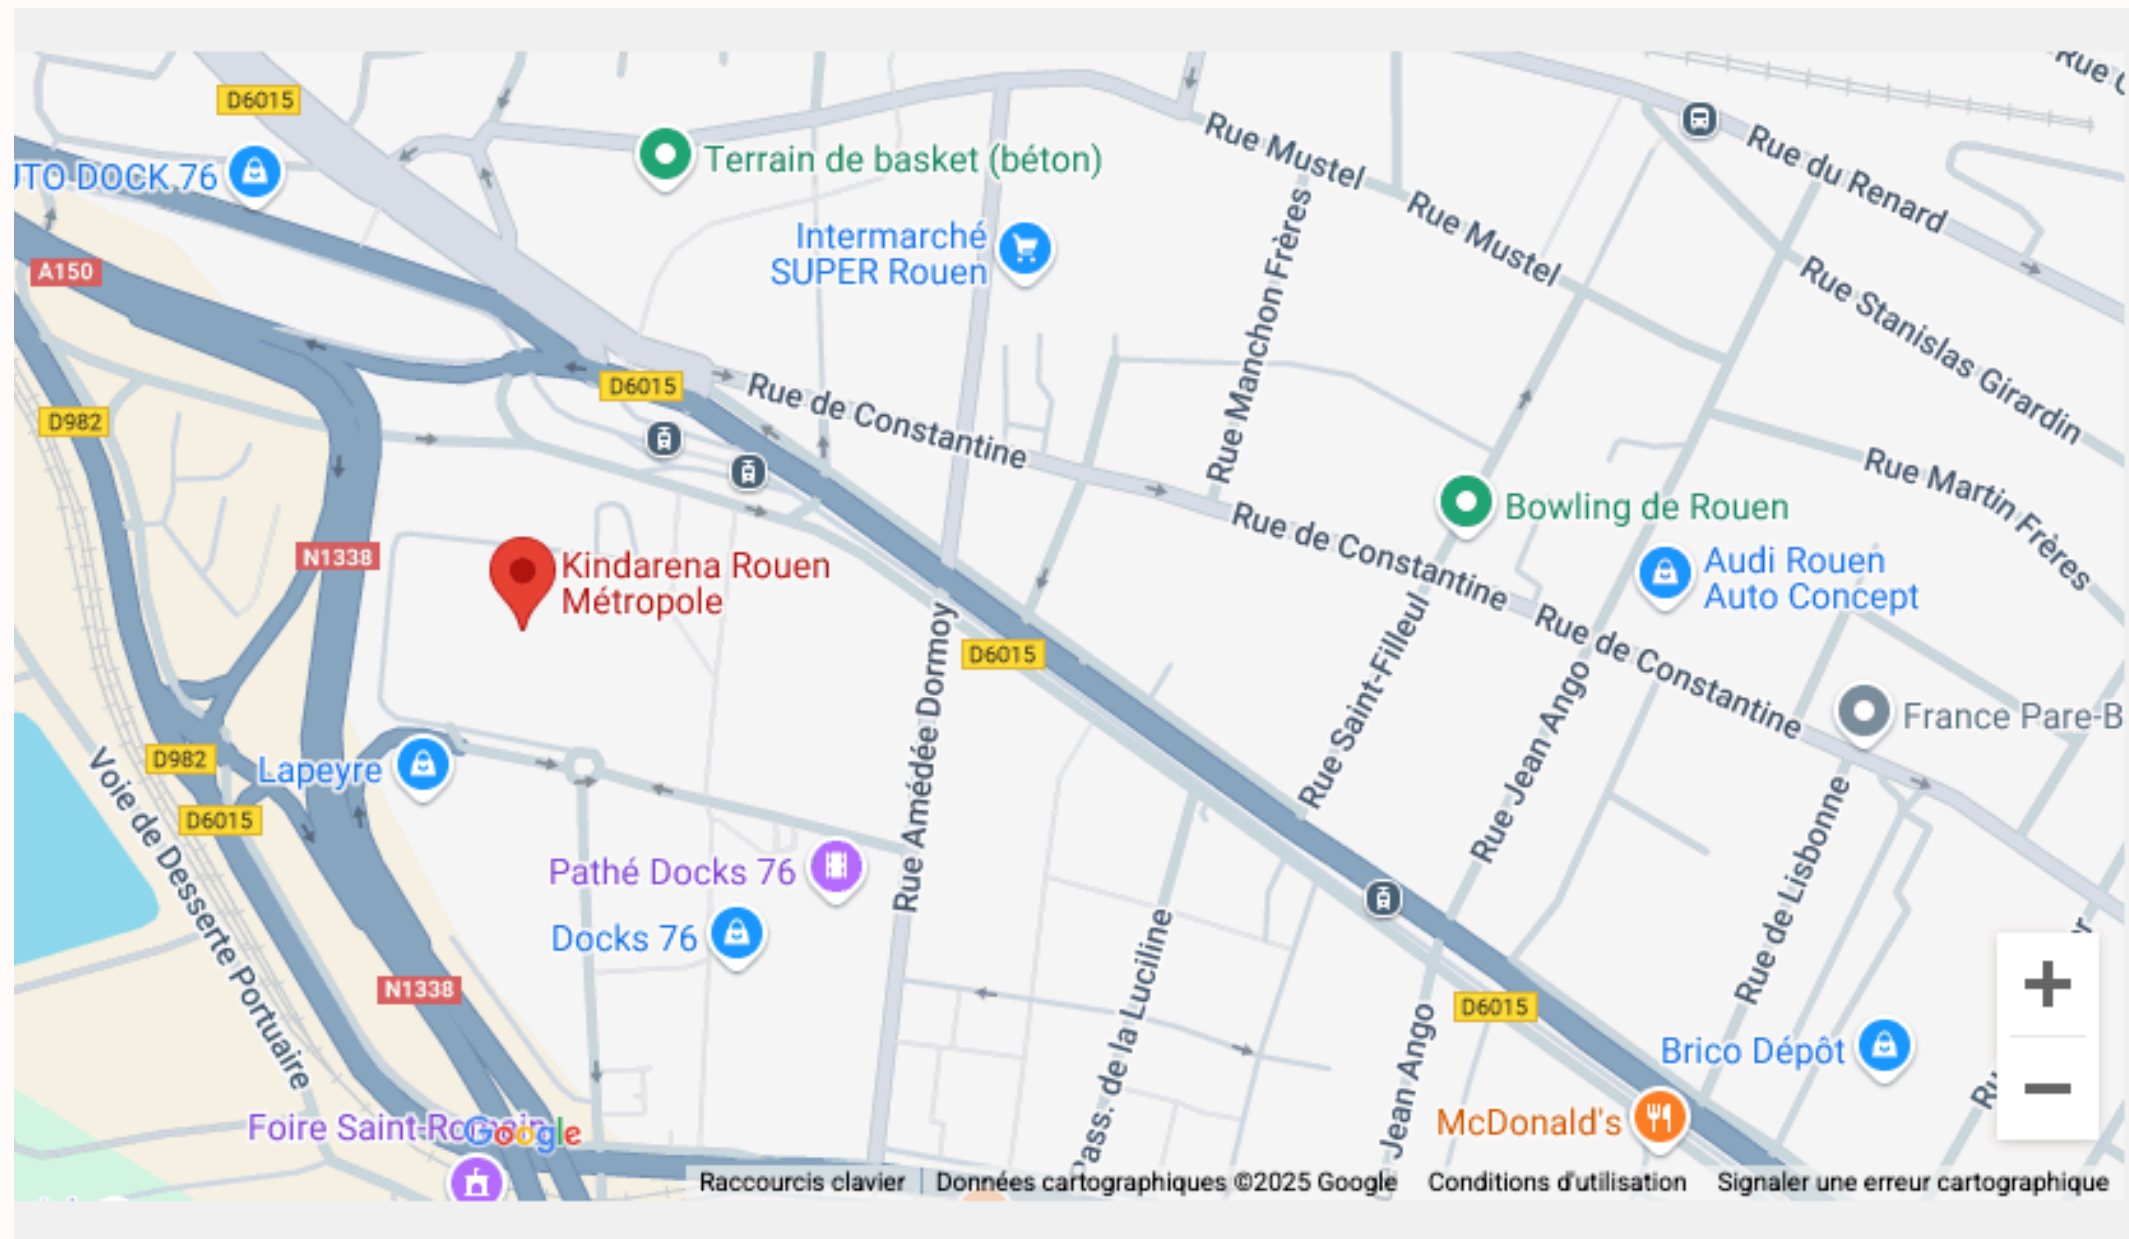 Rue
D6015
Terrain de basket (béton)
Rue Mustel
Rue du Renard
TO DOCK 76
Intermarché
SUPER Rouen
Rue Manchon Frères
Rue Mustel
A150
Rue Stanislas Girardin
D6015
Rue de Constantine
D982
Rue Martin Frères
Bowling de Rouen
Rue de Constantine
N1338
Kindarena Rouen
Métropole
Audi Rouen
Auto Concept
Rue de Constantine
D6015
Rue Amédée Dormoy
Rue Saint-Filleul
Rue Jean Ango
France Pare-B
D982
Lapeyre
Voie de Desserte Portuaire
D6015
Rue de Lisbonne
Pathé Docks 76
Docks 76
Pass. de la Luciline
N1338
D6015
Jean Ango
Brico Dépôt
McDonald's
Foire Saint-Romain
Google
Raccourcis clavier
Données cartographiques ©2025 Google
Conditions d'utilisation
Signaler une erreur cartographique